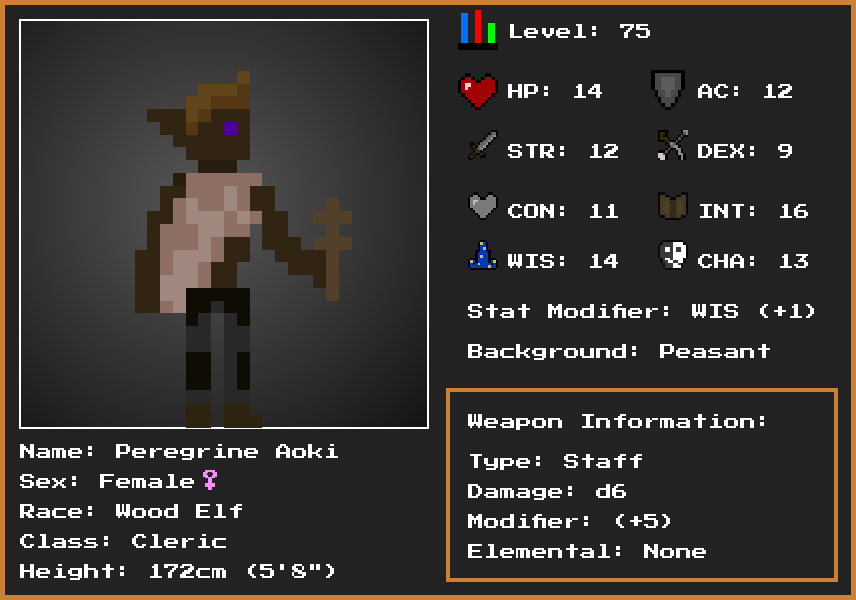 Level: 75
HP: 14
AC: 12
STR: 12
DEX: 9
CON: 11
INT: 16
WIS: 14
CHA: 13
Stat Modifier: WIS (+1)
Background: Peasant
Weapon Information:
Type: Staff
Damage: d6
Modifier: (+5)
Elemental: None
Name: Peregrine Aoki
Sex: Female♀
Race: Wood Elf
Class: Cleric
Height: 172cm (5'8")